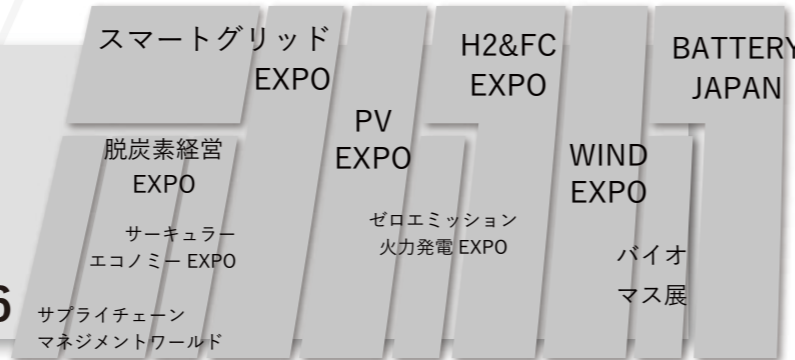 スマートグリッド
EXPO
脱炭素経営
EXPO
サーキュラー
エコノミー EXPO
6
サプライチェーン
マネジメントワールド
PV
EXPO
ゼロエミッション
火力発電 EXPO
H2&FC
EXPO
WIND
EXPO
バイオ
マス展
BATTERY
JAPAN